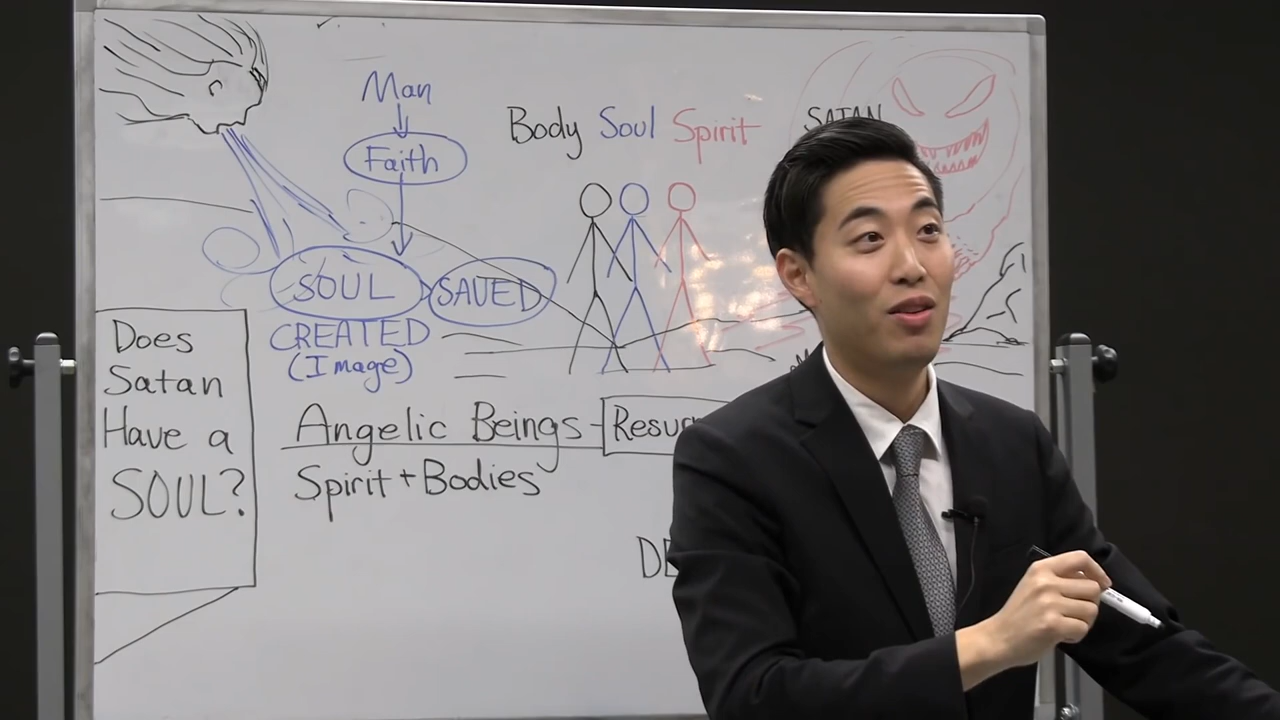 Man
Faith
Body Soul Spirit
SATAN
SOUL
SAVED
CREATED
(Image)
Does
Satan
Have a
SOUL?
Angelic Beings -
Spirit + Bodies